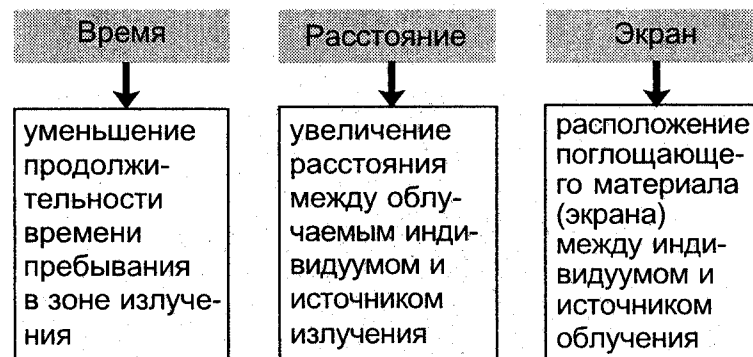 Время
уменьшение
продолжи-
тельности
времени
пребывания
в зоне излуче-
ния
Расстояние
увеличение
расстояния
между облу-
чаемым инди-
видуумом и
источником
излучения
Экран
расположение
поглощающе-
го материала
(экрана)
между инди-
видуумом и
источником
облучения